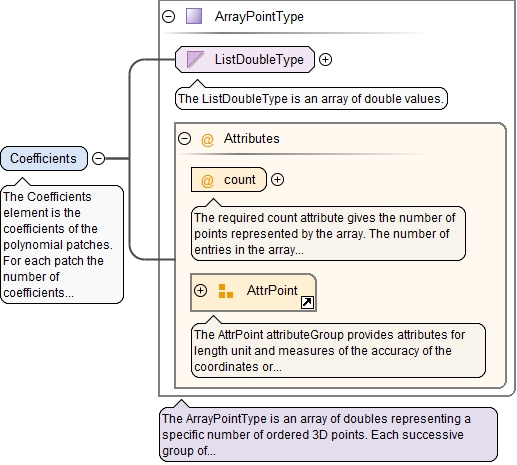 ArrayPointType
ListDoubleType
The ListDoubleType is an array of double values.
@ Attributes
Coefficients
@ count
The Coefficients
element is the
coefficients of the
polynomial patches.
For each patch the
number of
coefficients...
The required count attribute gives the number of
points represented by the array. The number of
entries in the array...
AttrPoint
The AttrPoint attributeGroup provides attributes for
length unit and measures of the accuracy of the
coordinates or...
The ArrayPointType is an array of doubles representing a
specific number of ordered 3D points. Each successive
group of...